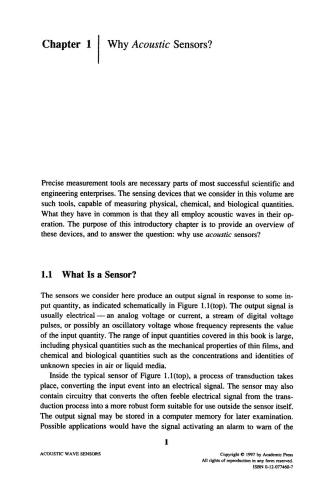 Chapter 1 Why Acoustic Sensors?
Precise measurement tools are necessary parts of most successful scientific and
engineering enterprises. The sensing devices that we consider in this volume are
such tools, capable of measuring physical, chemical, and biological quantities.
What they have in common is that they all employ acoustic waves in their op-
eration. The purpose of this introductory chapter is to provide an overview of
these devices, and to answer the question: why use acoustic sensors?
1.1 What Is a Sensor?
The sensors we consider here produce an output signal in response to some in-
put quantity, as indicated schematically in Figure 1.1(top). The output signal is
usually electrical — an analog voltage or current, a stream of digital voltage
pulses, or possibly an oscillatory voltage whose frequency represents the value
of the input quantity. The range of input quantities covered in this book is large,
including physical quantities such as the mechanical properties of thin films, and
chemical and biological quantities such as the concentrations and identities of
unknown species in air or liquid media.
Inside the typical sensor of Figure 1.1(top), a process of transduction takes
place, converting the input event into an electrical signal. The sensor may also
contain circuitry that converts the often feeble electrical signal from the trans-
duction process into a more robust form suitable for use outside the sensor itself.
The output signal may be stored in a computer memory for later examination.
Possible applications would have the signal activating an alarm to warn of the
1
ACOUSTIC WAVE SENSORS
Copyright © 1997 by Academic Press
All rights of reproduction in any form reserved.
ISBN 0-12-077460-7